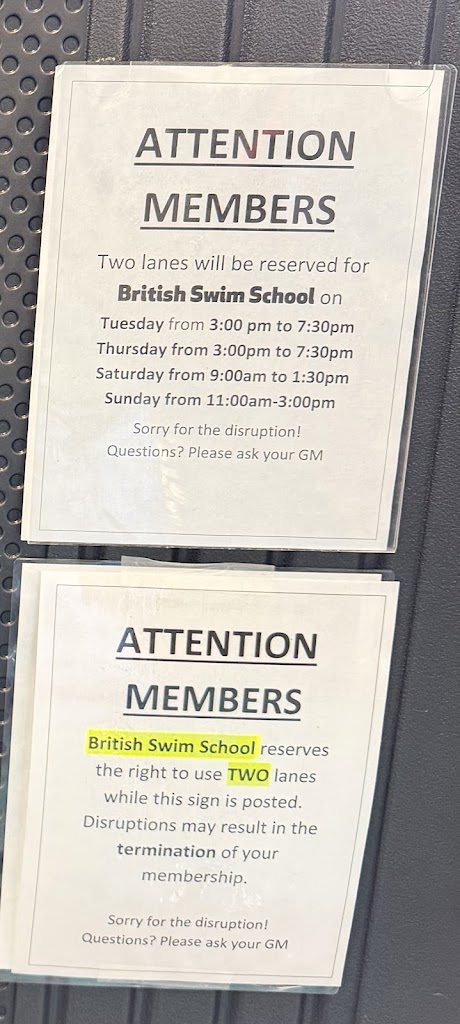 ATTENTION
MEMBERS
Two lanes will be reserved for
British Swim School on
Tuesday from 3:00 pm to 7:30pm
Thursday from 3:00pm to 7:30pm
Saturday from 9:00am to 1:30pm
Sunday from 11:00am-3:00pm
Sorry for the disruption!
Questions? Please ask your GM
ATTENTION
MEMBERS
British Swim School reserves
the right to use TWO lanes
while this sign is posted.
Disruptions may result in the
termination of your
membership.
Sorry for the disruption!
Questions? Please ask your GM